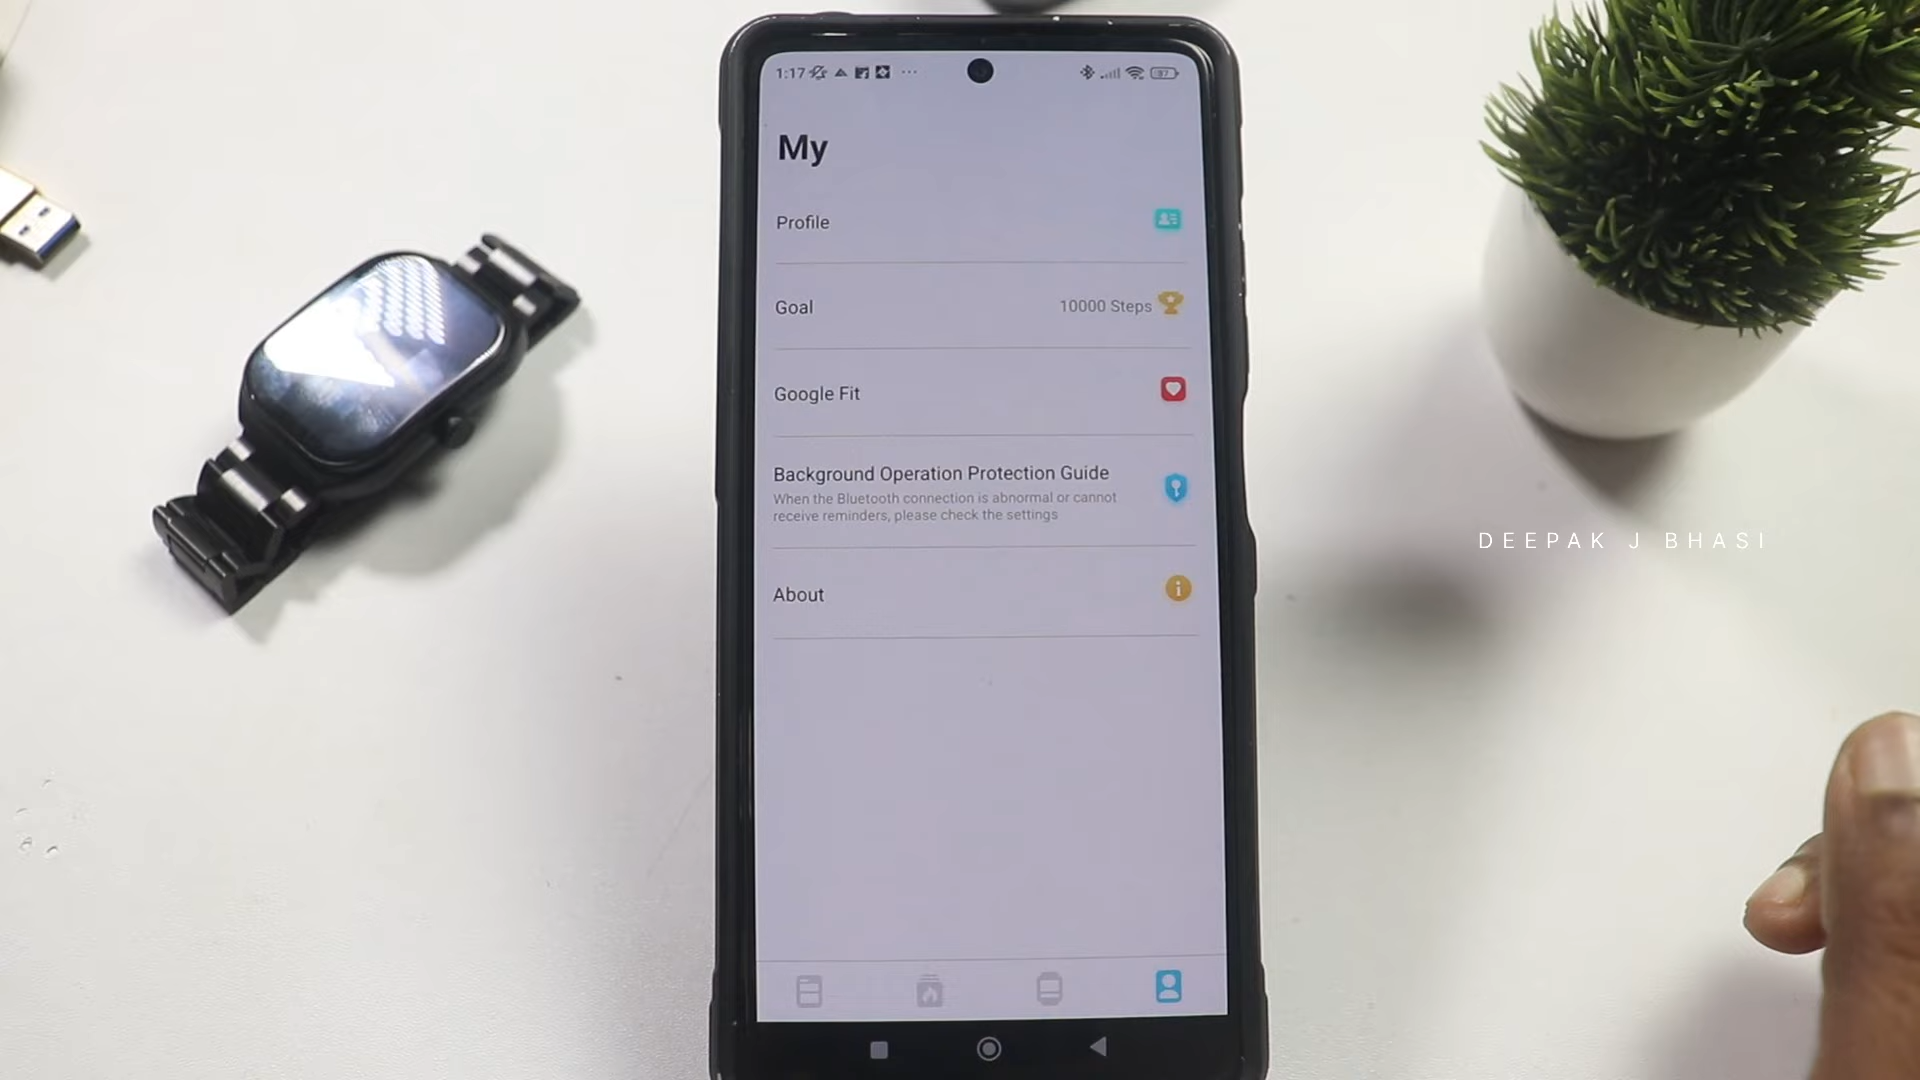 1:17
37
My
Profile
Goal
10000 Steps
Google Fit
Background Operation Protection Guide
When the Bluetooth connection is abnormal or cannot
receive reminders, please check the settings
About
DEEPAK J BHASI